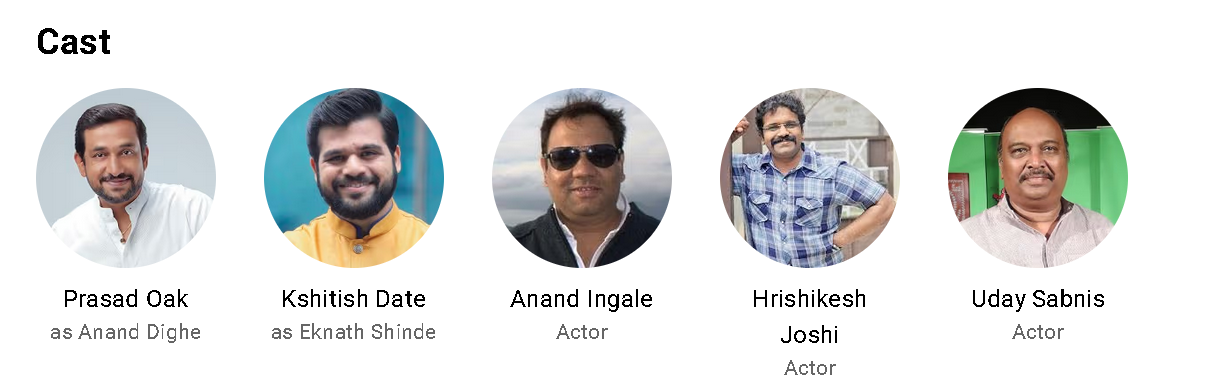 Cast
Prasad Oak
as Anand Dighe
Kshitish Date
as Eknath Shinde
Anand Ingale
Actor
Hrishikesh
Joshi
Actor
Uday Sabnis
Actor